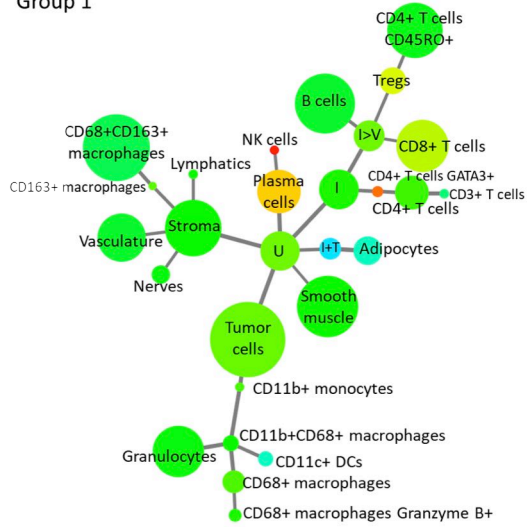 Group 1
CD4+ T cells
CD45RO+
Tregs
B cells
I>V
CD8+ T cells
CD68+CD163+
macrophages
NK cells
Lymphatics
CD4+ T cells GATA3+
CD163+ macrophages
Plasma
cells
I
CD3+ T cells
CD4+ T cells
Stroma
Vasculature
U
I+T
Adipocytes
Nerves
Smooth
muscle
Tumor
cells
CD11b+ monocytes
CD11b+CD68+ macrophages
Granulocytes
CD11c+ DCs
CD68+ macrophages
CD68+ macrophages Granzyme B+